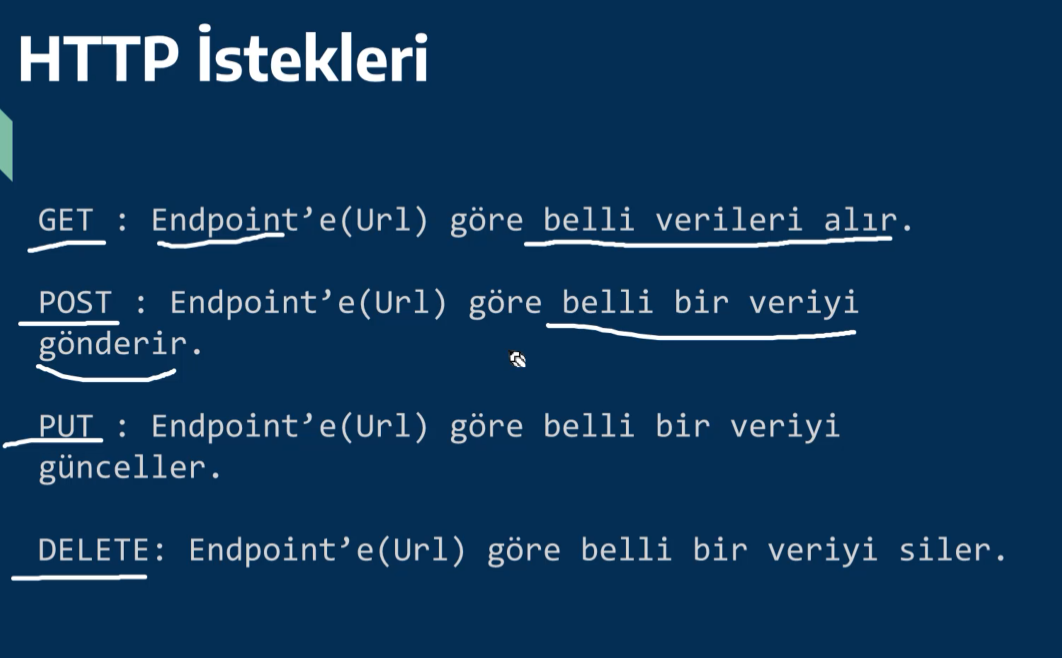 HTTP İstekleri
GET : Endpoint’e(Url) göre belli verileri alır.
POST : Endpoint’e(Url) göre belli bir veriyi
gönderir.
PUT : Endpoint’e(Url) göre belli bir veriyi
günceller.
DELETE: Endpoint’e(Url) göre belli bir veriyi siler.